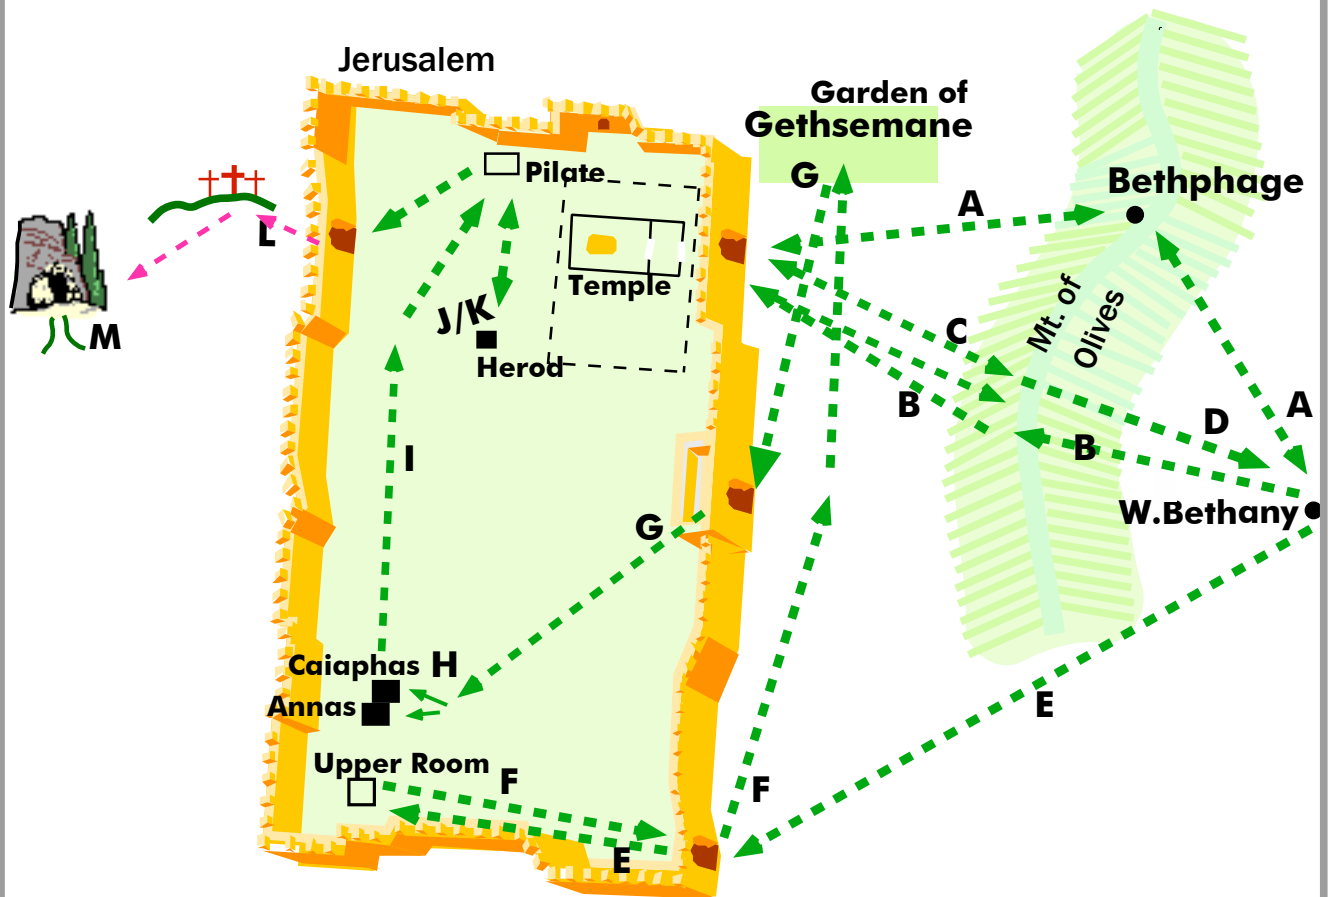 Jerusalem
Garden of
Gethsemane
G
Pilate
Bethphage
A
L
Temple
J/K
Mt. of
Olives
C
M
Herod
B
A
D
B
I
W.Bethany
G
Caiaphas H
Annas
E
Upper Room
F
F
E